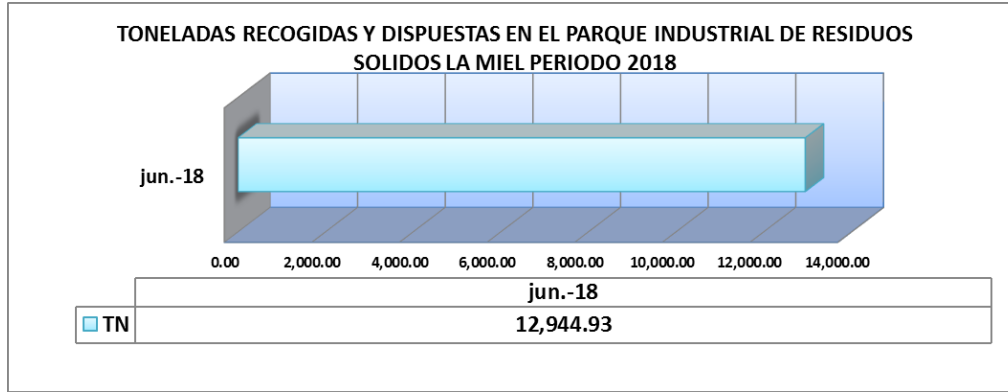 TONELADAS RECOGIDAS Y DISPUESTAS EN EL PARQUE INDUSTRIAL DE RESIDUOS
SOLIDOS LA MIEL PERIODO 2018
jun.-18
0.00 2,000.00 4,000.00 6,000.00 8,000.00 10,000.00 12,000.00 14,000.00
jun.-18
TN 12,944.93